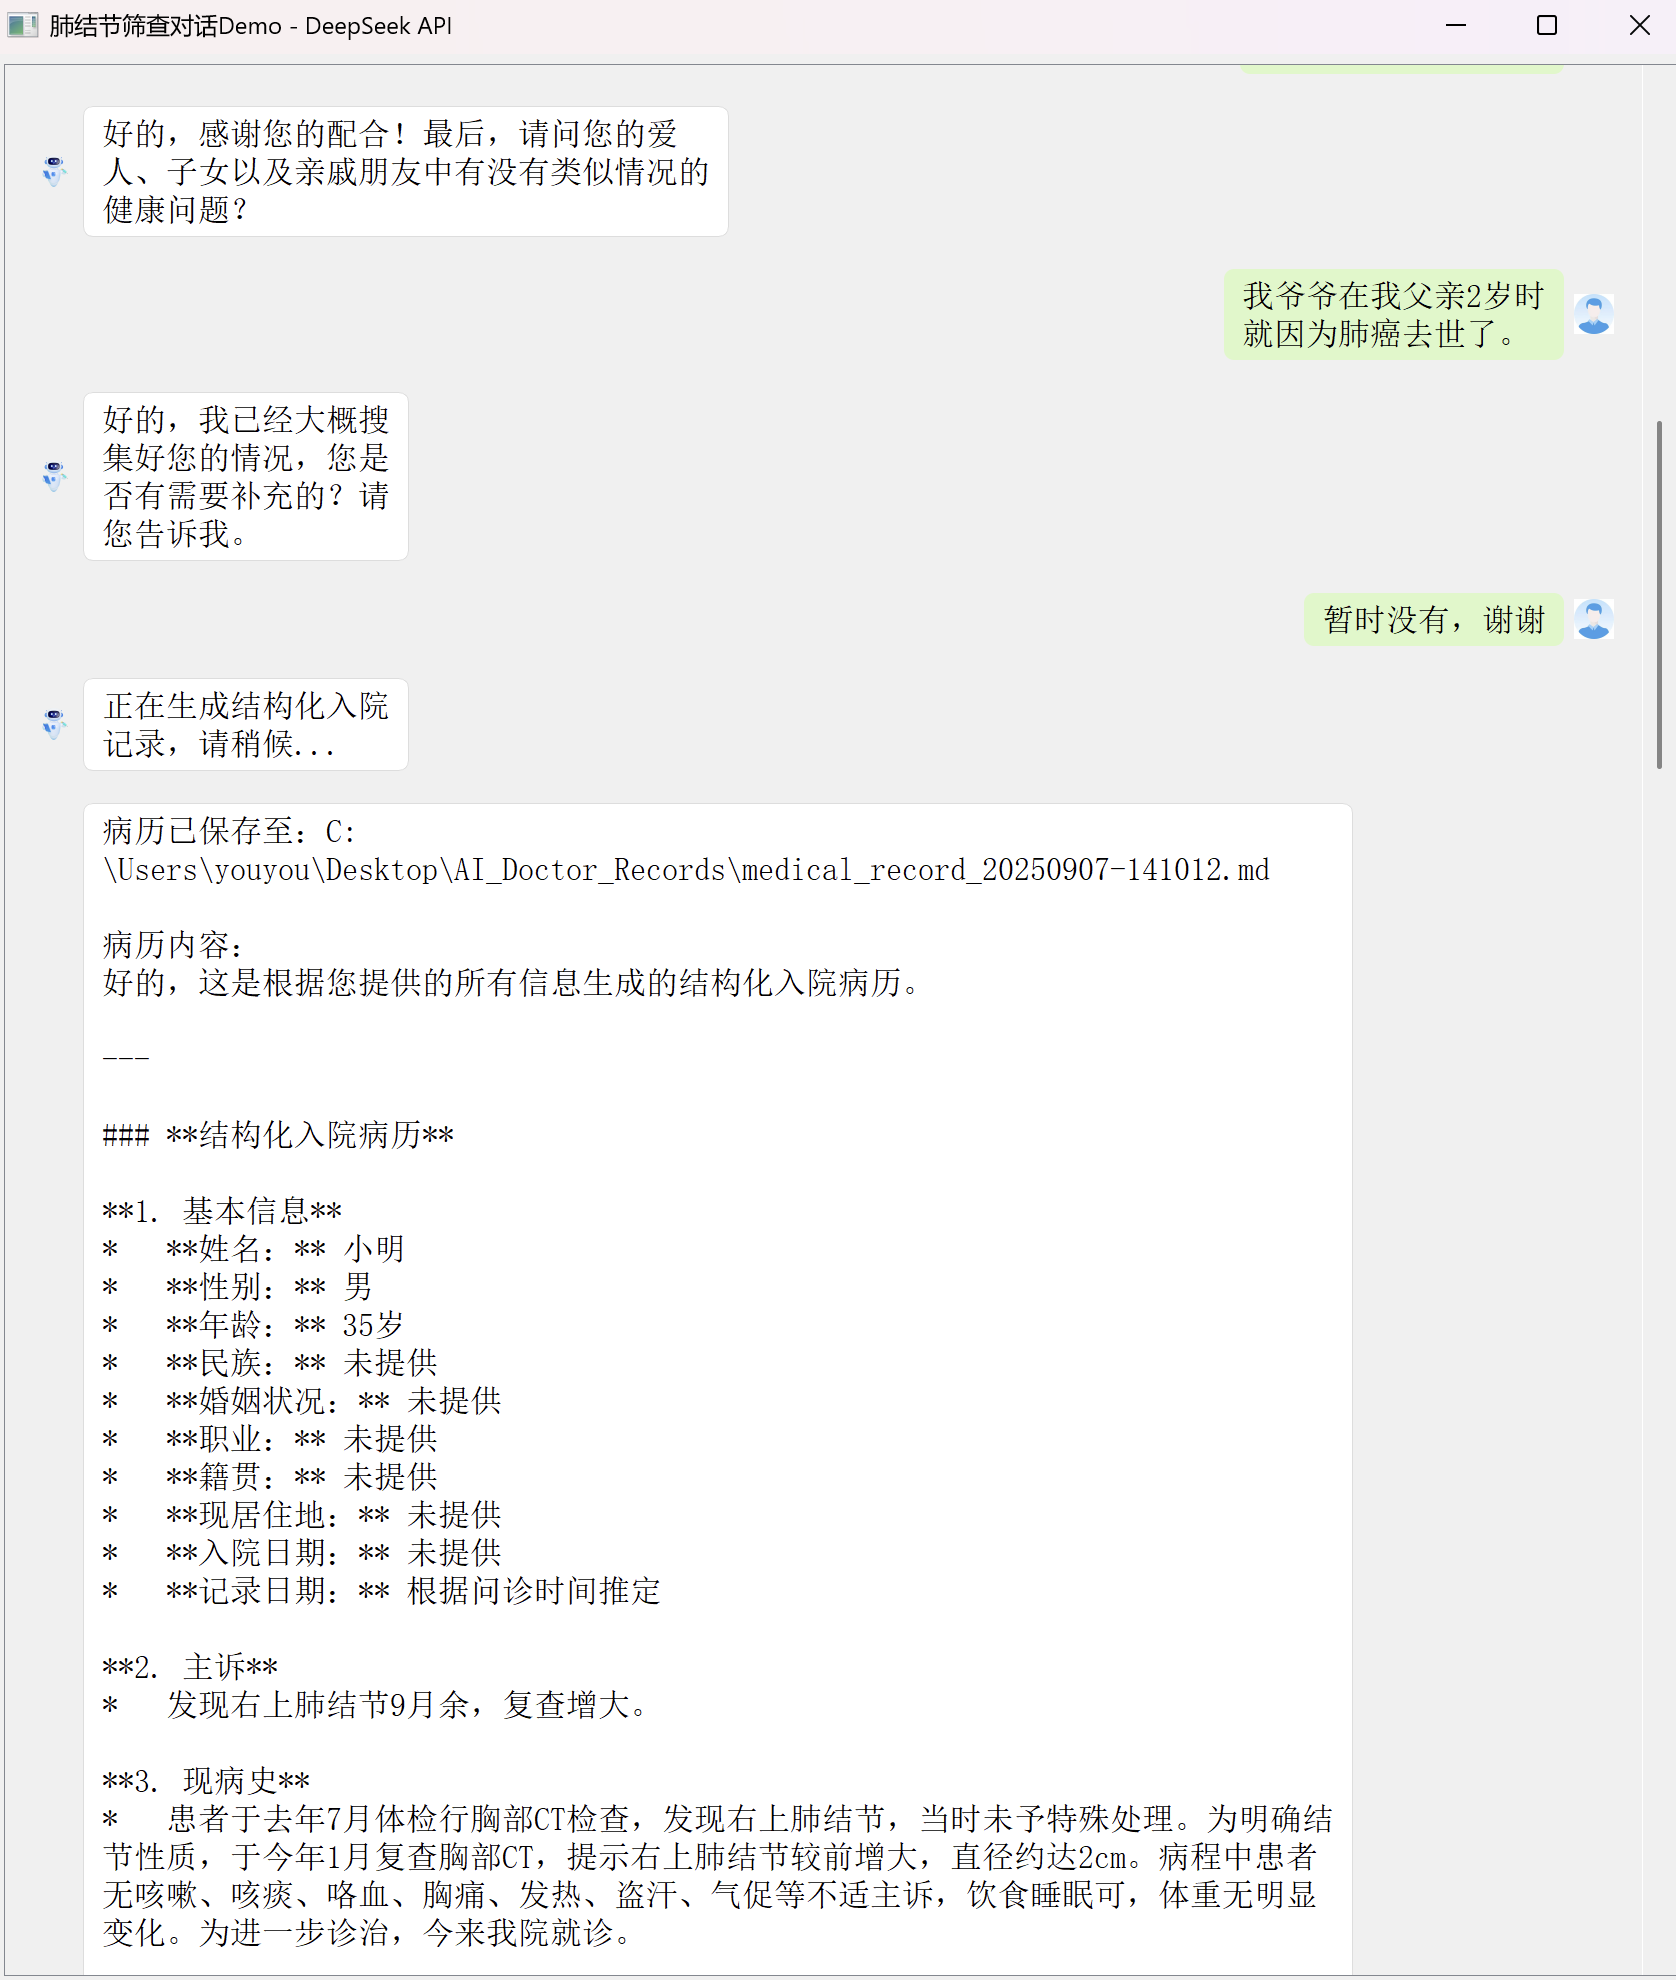 肺结节筛查对话Demo - DeepSeek API
好的，感谢您的配合！最后，请问您的爱
人、子女以及亲戚朋友中有没有类似情况的
健康问题？
我爷爷在我父亲2岁时
就因为肺癌去世了。
好的，我已经大概搜
集好您的情况，您是
否有需要补充的？请
您告诉我。
暂时没有，谢谢
正在生成结构化入院
记录，请稍候...
病历已保存至：C:
\Users\youyou\Desktop\AI_Doctor_Records\medical_record_20250907-141012.md
病历内容：
好的，这是根据您提供的所有信息生成的结构化入院病历。
---
### **结构化入院病历**
**1. 基本信息**
*   **姓名：** 小明
*   **性别：** 男
*   **年龄：** 35岁
*   **民族：** 未提供
*   **婚姻状况：** 未提供
*   **职业：** 未提供
*   **籍贯：** 未提供
*   **现居住地：** 未提供
*   **入院日期：** 未提供
*   **记录日期：** 根据问诊时间推定
**2. 主诉**
*   发现右上肺结节9月余，复查增大。
**3. 现病史**
*   患者于去年7月体检行胸部CT检查，发现右上肺结节，当时未予特殊处理。为明确结
节性质，于今年1月复查胸部CT，提示右上肺结节较前增大，直径约达2cm。病程中患者
无咳嗽、咳痰、咯血、胸痛、发热、盗汗、气促等不适主诉，饮食睡眠可，体重无明显
变化。为进一步诊治，今来我院就诊。